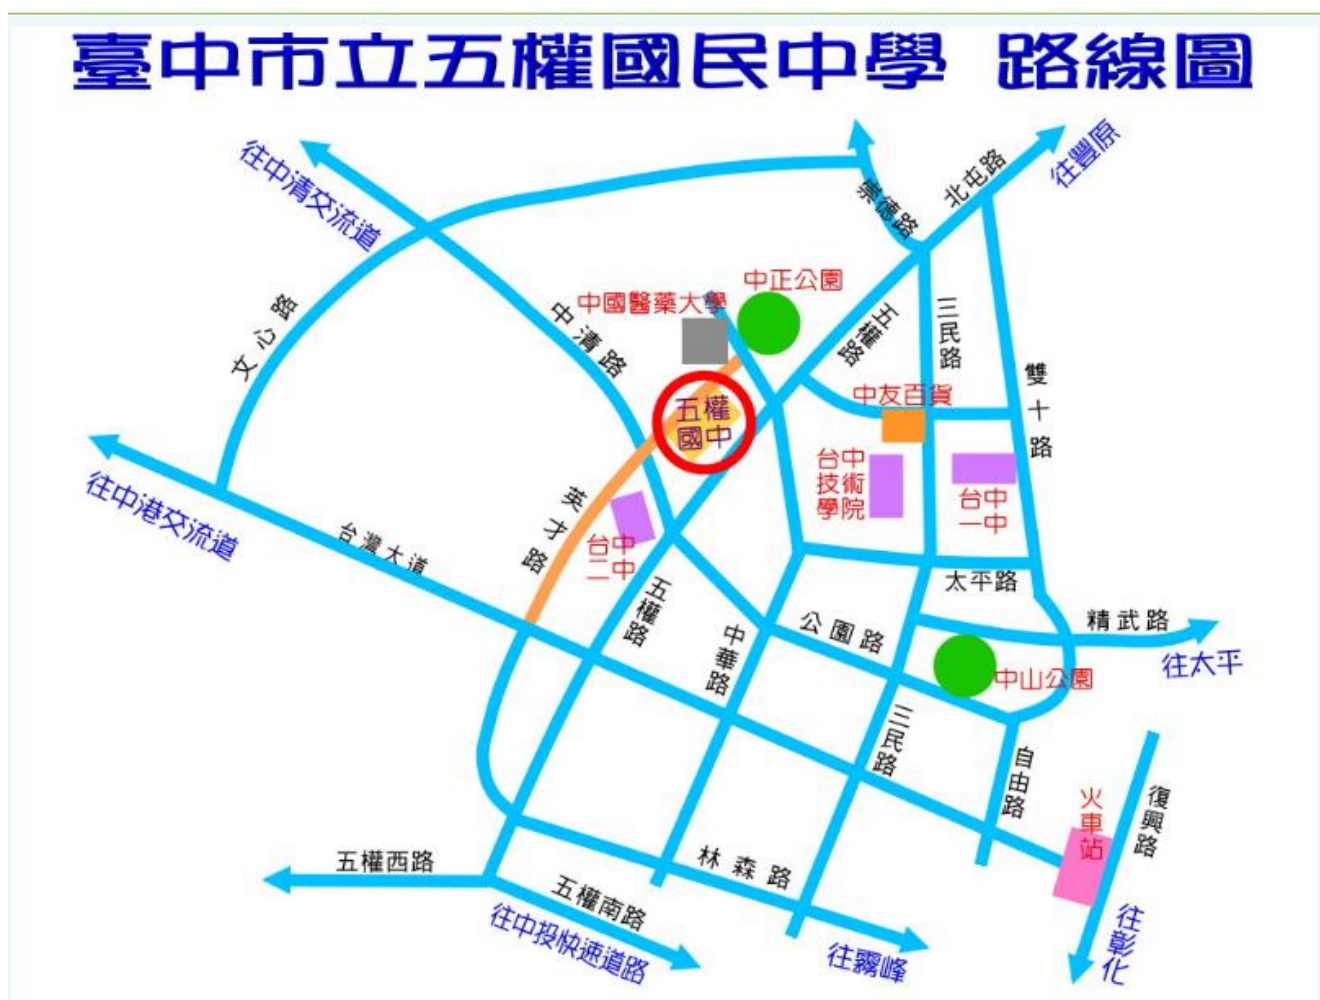 臺中市立五權國民中學 路線圖
往中清交流道
崇德路
北屯路
往豐原
文心路
中清路
中國醫藥大學
中正公園
五權路
三民路
雙十路
中友百貨
五權
國中
台中
技術
學院
台中
一中
往中港交流道
台灣大道
英才路
台中
二中
五權路
中華路
公園路
太平路
精武路
往太平
中山公園
三民路
自由路
火車站
復興路
往彰化
五權西路
五權南路
往中投快速道路
林森路
往霧峰